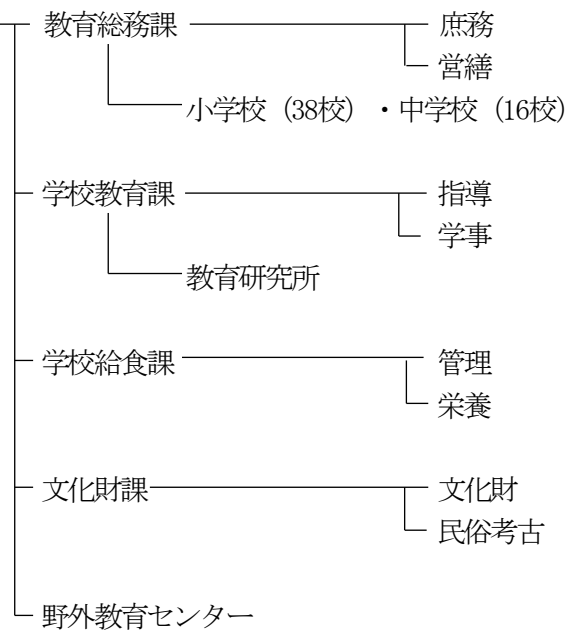 教育総務課 庶務
営繕
小学校（38校）・中学校（16校）
学校教育課 指導
学事
教育研究所
学校給食課 管理
栄養
文化財課 文化財
民俗考古
野外教育センター